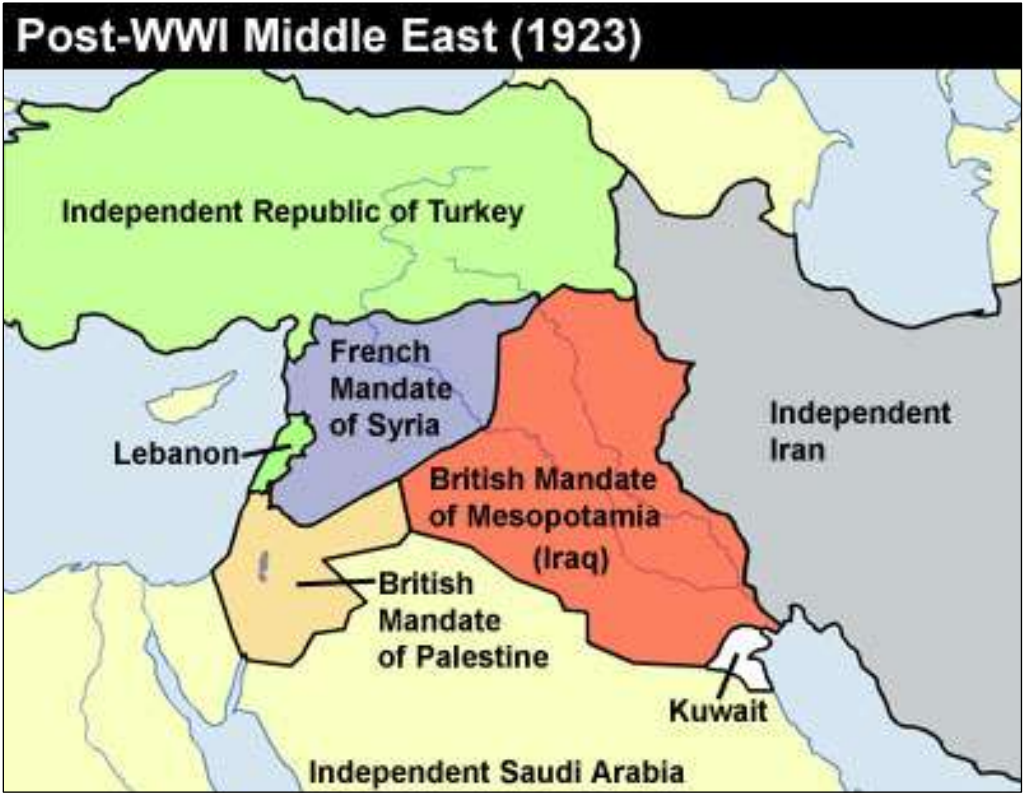 Post-WWI Middle East (1923)
Independent Republic of Turkey
French
Mandate
of Syria
Lebanon
Independent
Iran
British Mandate
of Mesopotamia
(Iraq)
British
Mandate
of Palestine
Kuwait
Independent Saudi Arabia